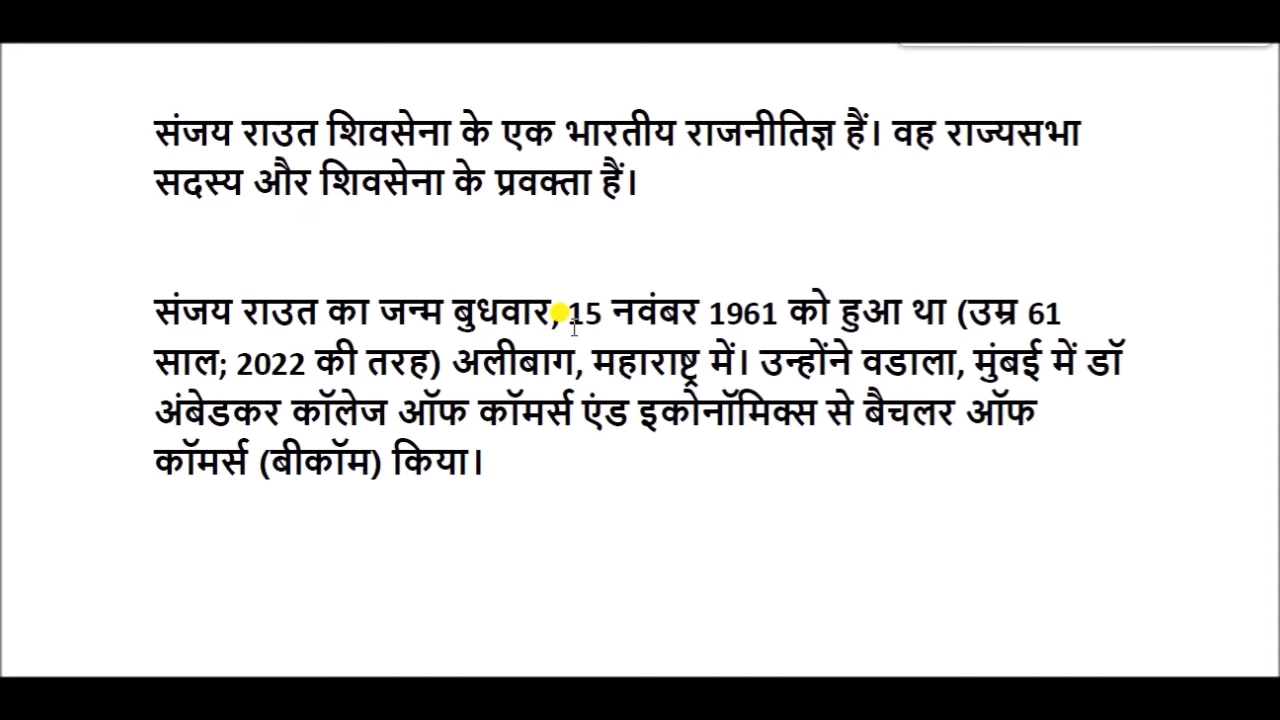 संजय राउत शिवसेना के एक भारतीय राजनीतिज्ञ हैं। वह राज्यसभा
सदस्य और शिवसेना के प्रवक्ता हैं।
संजय राउत का जन्म बुधवार, 15 नवंबर 1961 को हुआ था (उम्र 61
साल; 2022 की तरह) अलीबाग, महाराष्ट्र में। उन्होंने वडाला, मुंबई में डॉ
अंबेडकर कॉलेज ऑफ कॉमर्स एंड इकोनॉमिक्स से बैचलर ऑफ
कॉमर्स (बीकॉम) किया।